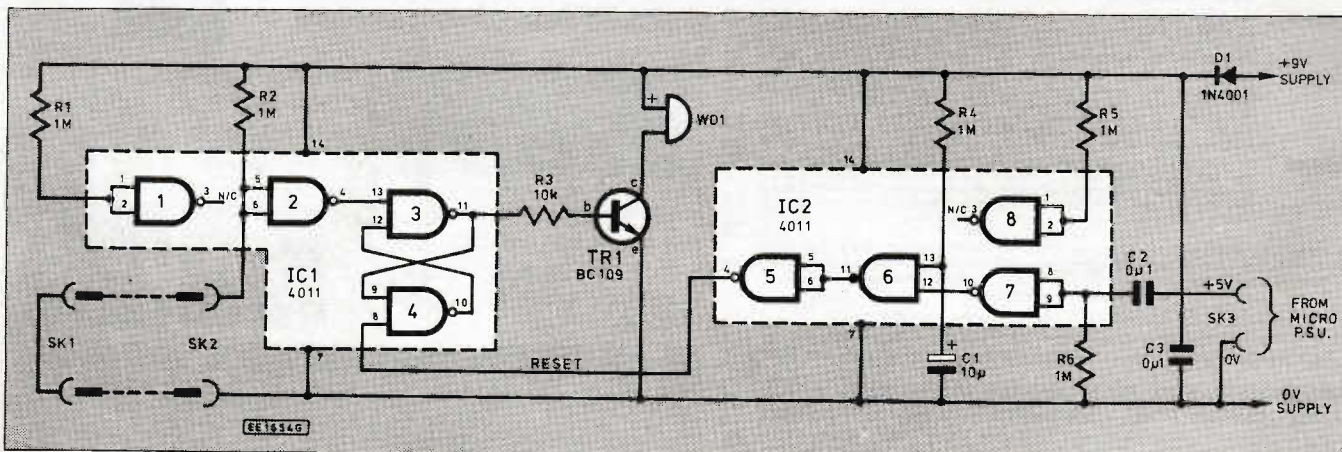 R1
1M
R2
1M
14
1
2
1
3
N/C
5
6
2
4
13
12
3
11
IC1
4011
9
8
4
10
7
SK1
SK2
RESET
EE1654G
R3
10k
b
c
e
TR1
BC109
+
WD1
14
IC2
4011
4
5
5
6
11
6
13
12
10
7
8
9
N/C
3
8
1
2
7
R4
1M
R5
1M
+
C1
10µ
R6
1M
C2
0µ1
C3
0µ1
D1
1N4001
+9V
SUPPLY
+5V
SK3
0V
FROM
MICRO
P.S.U.
0V
SUPPLY